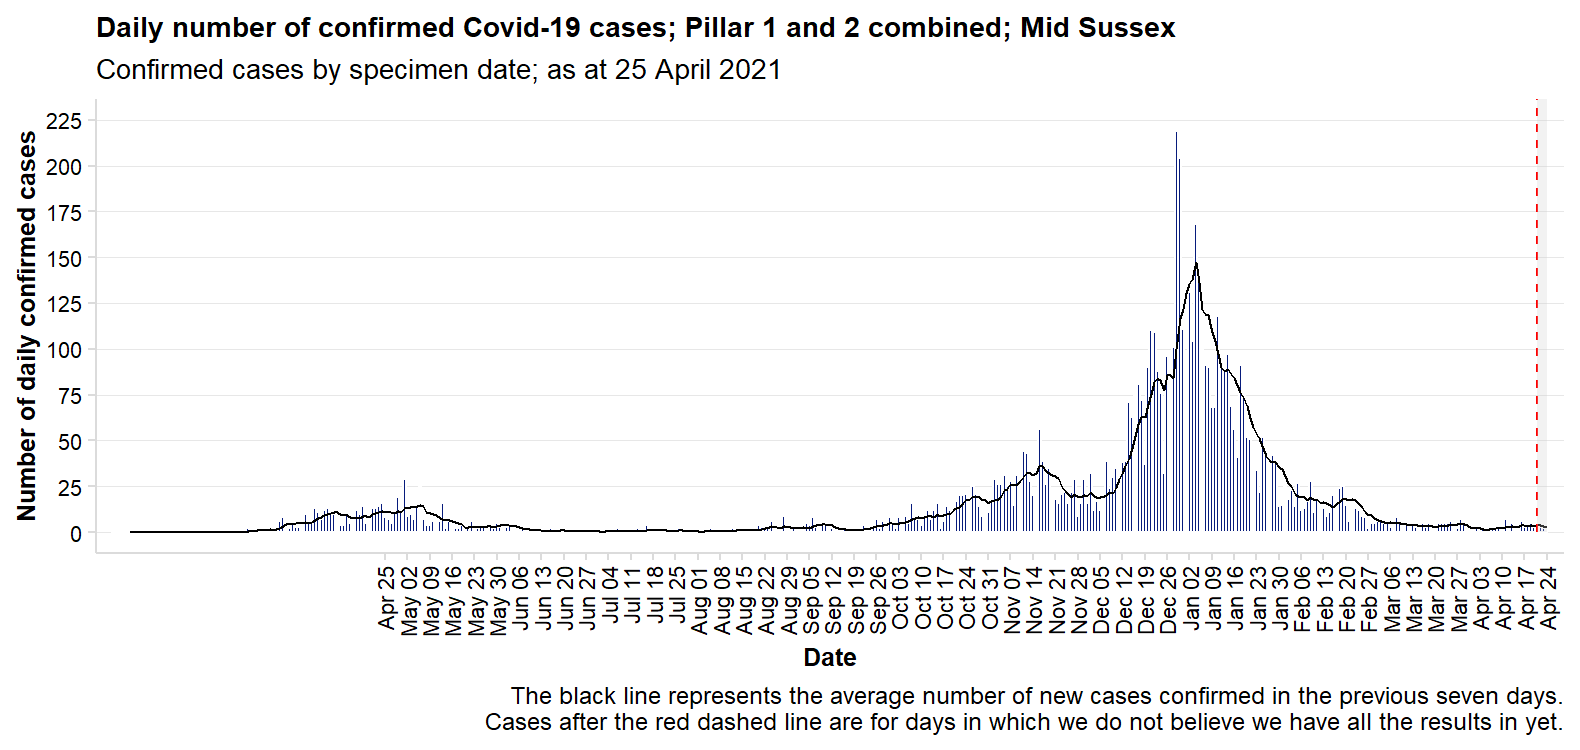 Daily number of confirmed Covid-19 cases; Pillar 1 and 2 combined; Mid Sussex
Confirmed cases by specimen date; as at 25 April 2021
Number of daily confirmed cases
225
200
175
150
125
100
75
50
25
0
Apr 25
May 02
May 09
May 16
May 23
May 30
Jun 06
Jun 13
Jun 20
Jun 27
Jul 04
Jul 11
Jul 18
Jul 25
Aug 01
Aug 08
Aug 15
Aug 22
Aug 29
Sep 05
Sep 12
Sep 19
Sep 26
Oct 03
Oct 10
Oct 17
Oct 24
Oct 31
Nov 07
Nov 14
Nov 21
Nov 28
Dec 05
Dec 12
Dec 19
Dec 26
Jan 02
Jan 09
Jan 16
Jan 23
Jan 30
Feb 06
Feb 13
Feb 20
Feb 27
Mar 06
Mar 13
Mar 20
Mar 27
Apr 03
Apr 10
Apr 17
Apr 24
Date
The black line represents the average number of new cases confirmed in the previous seven days.
Cases after the red dashed line are for days in which we do not believe we have all the results in yet.